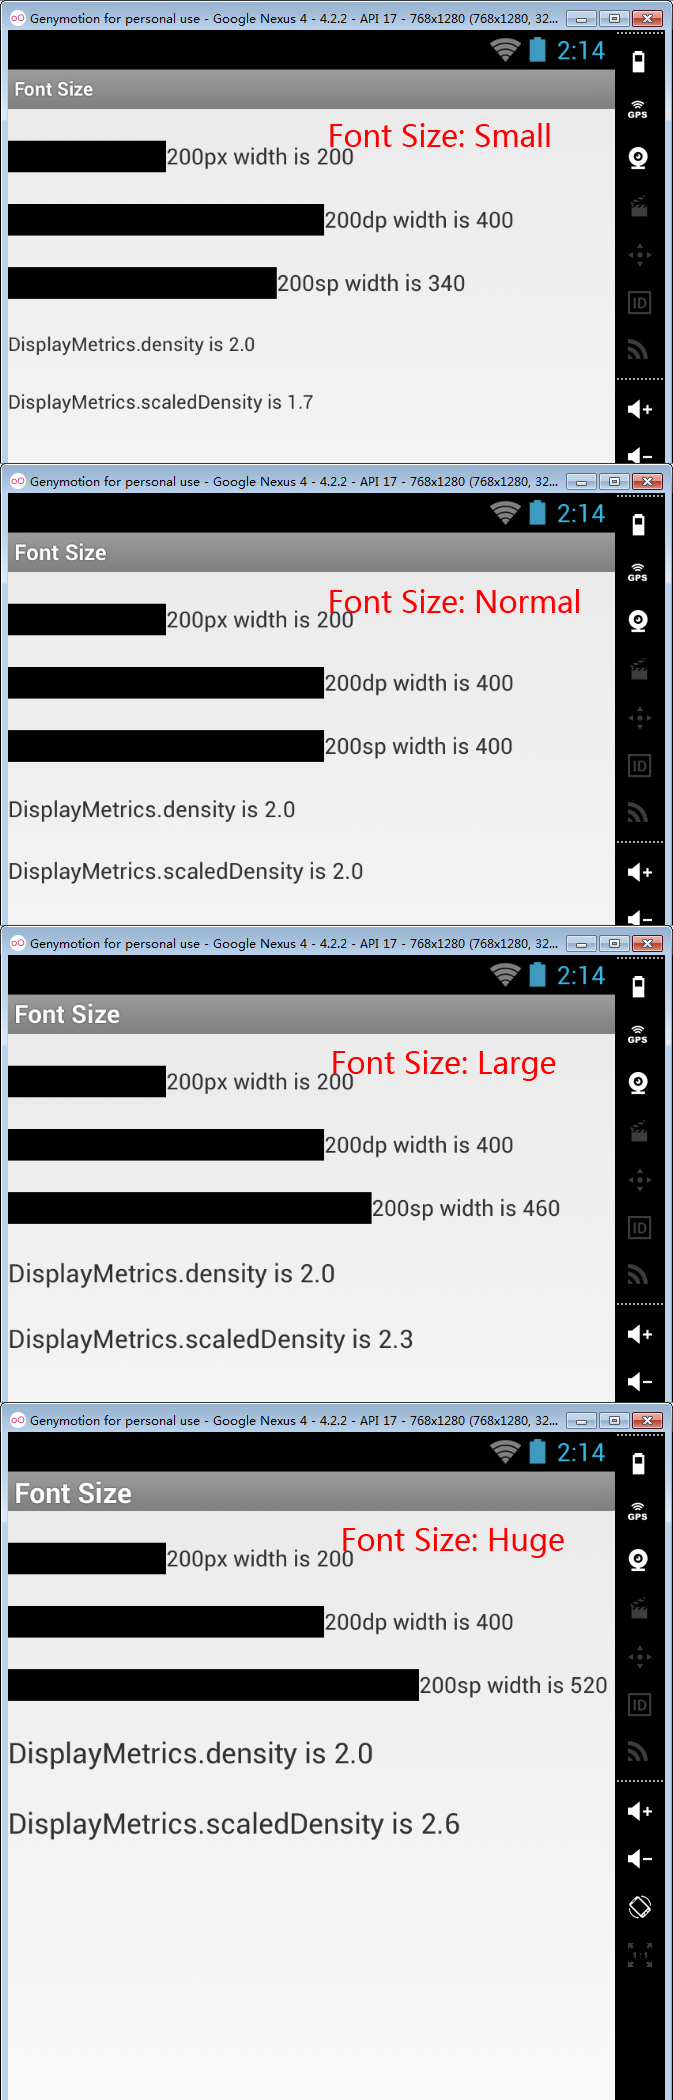 Genymotion for personal use - Google Nexus 4 - 4.2.2 - API 17 - 768x1280 (768x1280, 32...
2:14
GPS
Font Size
Font Size: Small
200px width is 200
200dp width is 400
ID
200sp width is 340
DisplayMetrics.density is 2.0
DisplayMetrics.scaledDensity is 1.7
Genymotion for personal use - Google Nexus 4 - 4.2.2 - API 17 - 768x1280 (768x1280, 32...
2:14
Font Size
GPS
Font Size: Normal
200px width is 200
200dp width is 400
200sp width is 400
ID
DisplayMetrics.density is 2.0
DisplayMetrics.scaledDensity is 2.0
Genymotion for personal use - Google Nexus 4 - 4.2.2 - API 17 - 768x1280 (768x1280, 32...
2:14
Font Size
GPS
Font Size: Large
200px width is 200
200dp width is 400
200sp width is 460
ID
DisplayMetrics.density is 2.0
DisplayMetrics.scaledDensity is 2.3
Genymotion for personal use - Google Nexus 4 - 4.2.2 - API 17 - 768x1280 (768x1280, 32...
2:14
Font Size
GPS
Font Size: Huge
200px width is 200
200dp width is 400
200sp width is 520
ID
DisplayMetrics.density is 2.0
DisplayMetrics.scaledDensity is 2.6
1:1